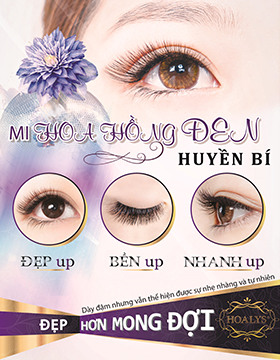 MI HOA HỒNG ĐEN
HUYỀN BÍ
ĐẸP up
BỀN up
NHANH up
Dày đậm nhưng vẫn thể hiện được sự nhẹ nhàng và tự nhiên
ĐẸP HƠN MONG ĐỢI
HOALYS